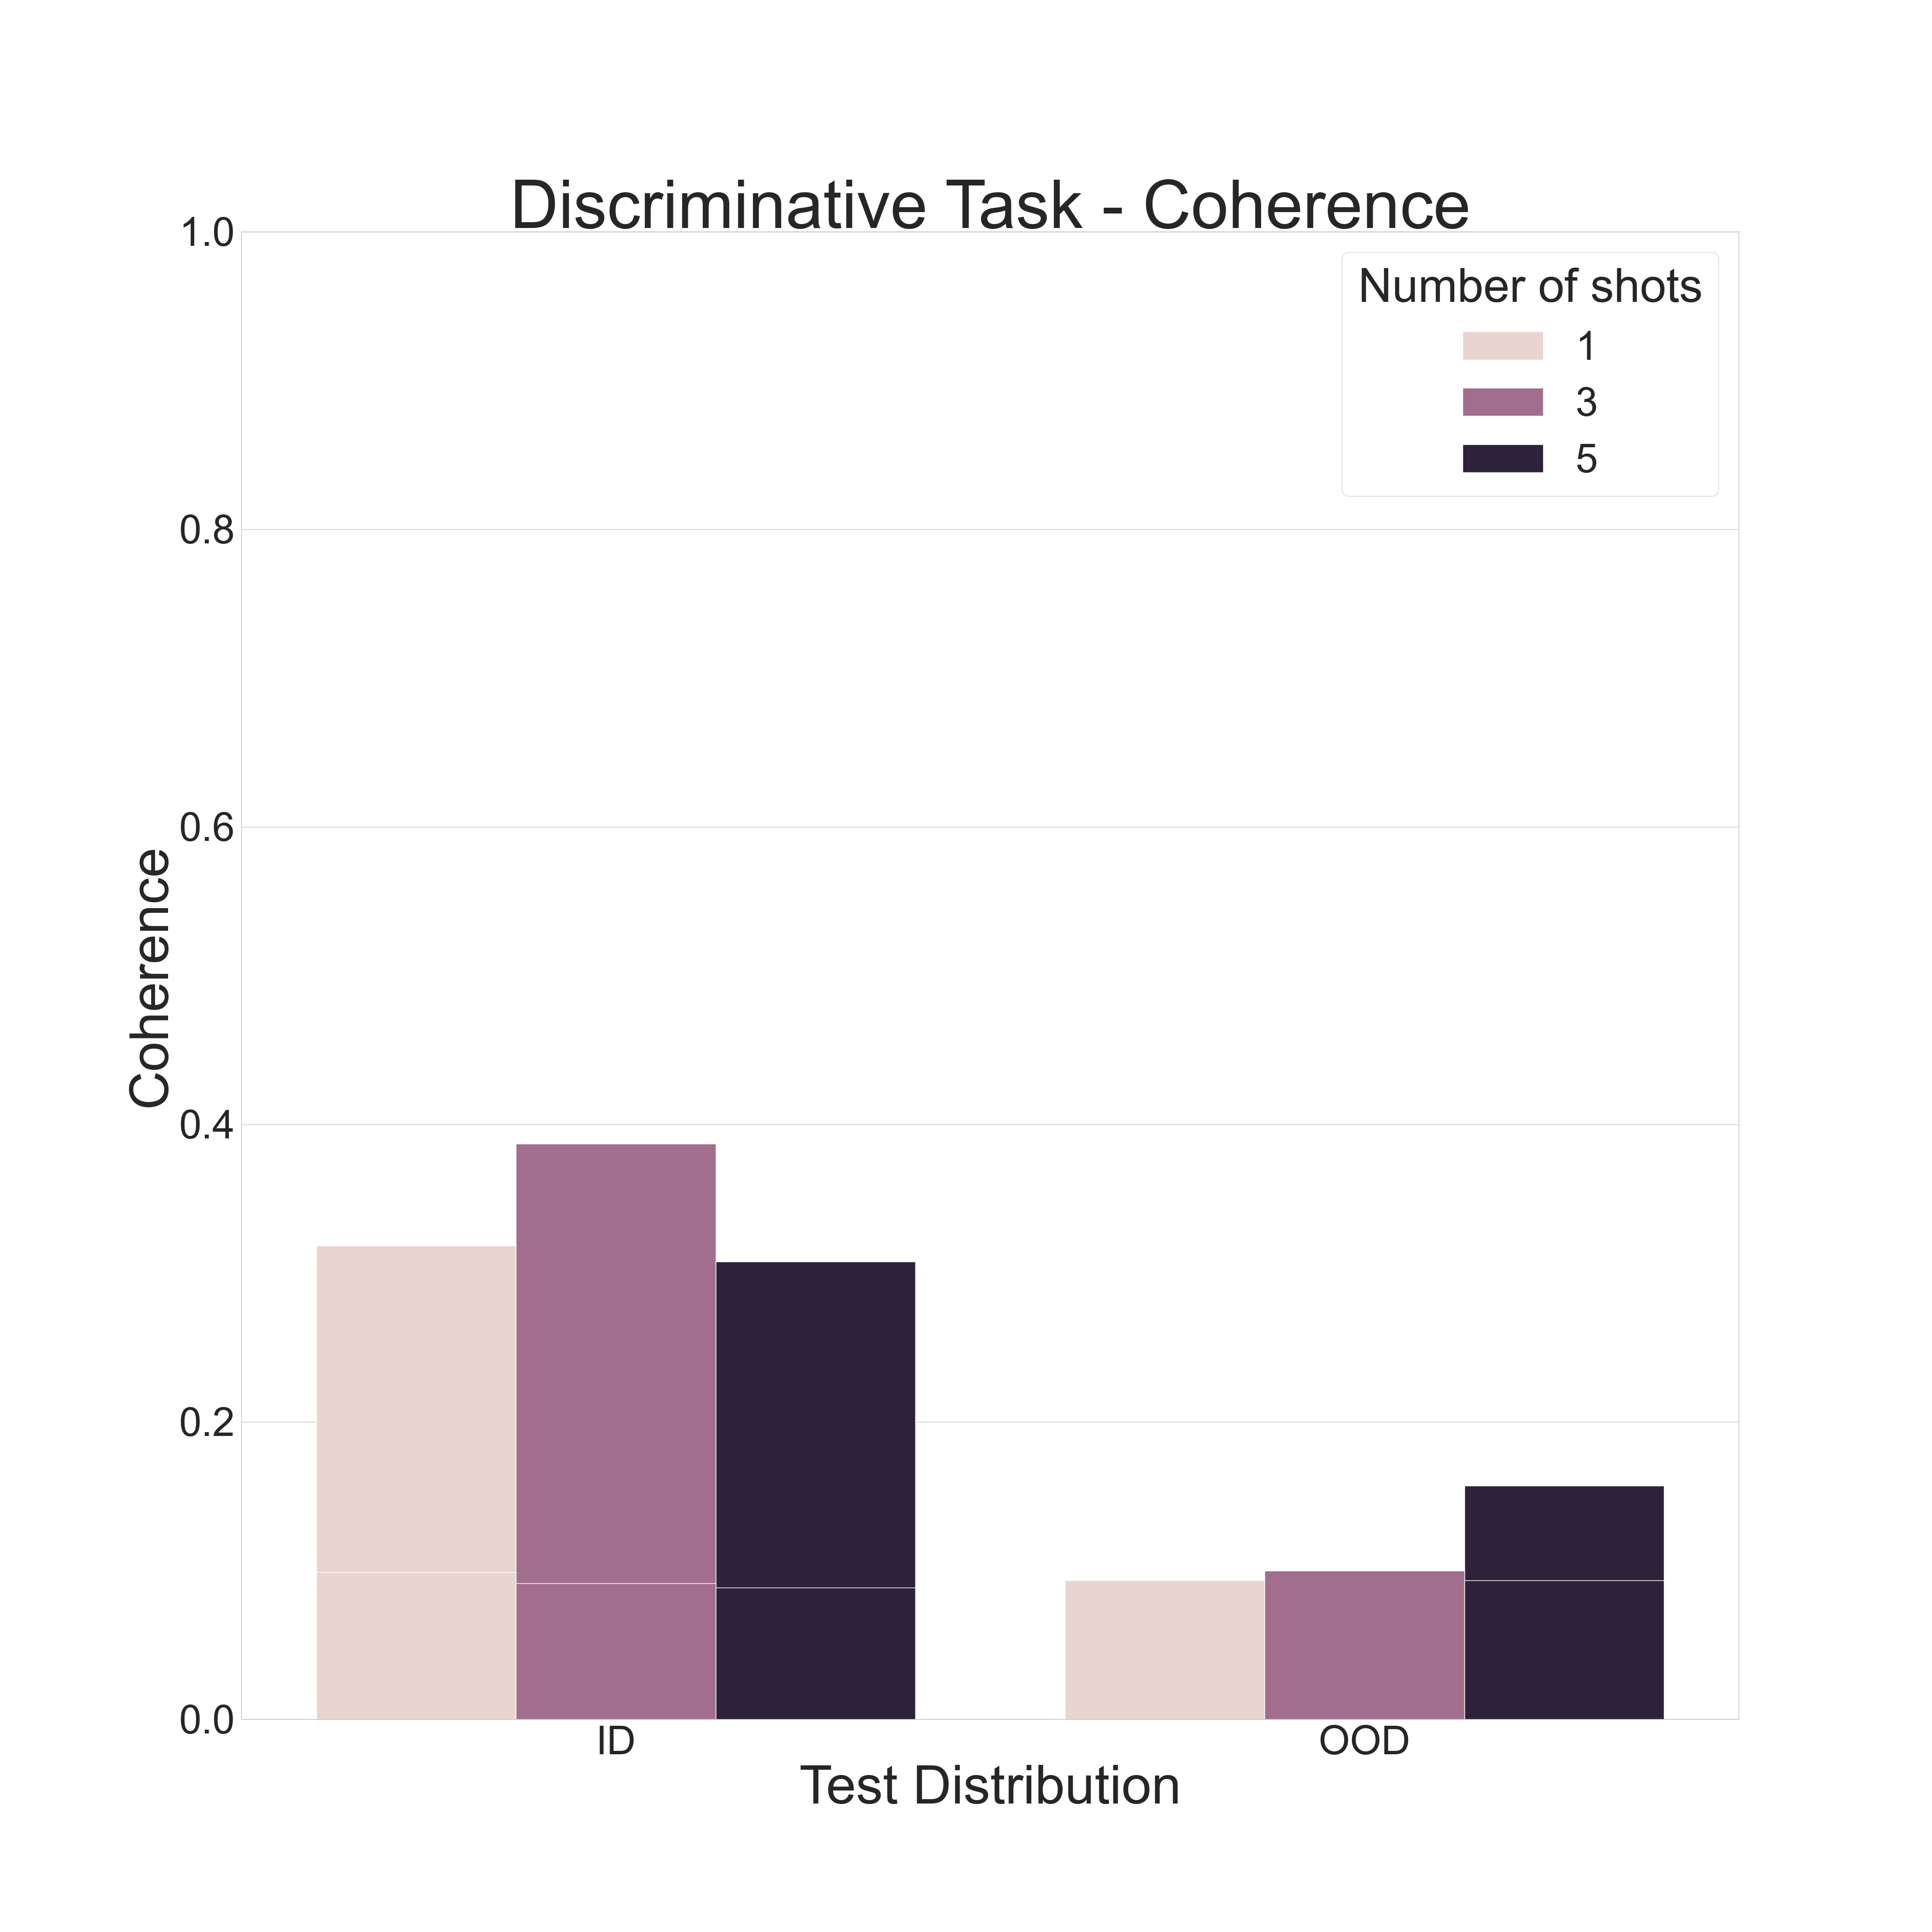 Discriminative Task - Coherence
1.0
0.8
0.6
0.4
0.2
0.0
Coherence
Number of shots
1
3
5
ID
OOD
Test Distribution